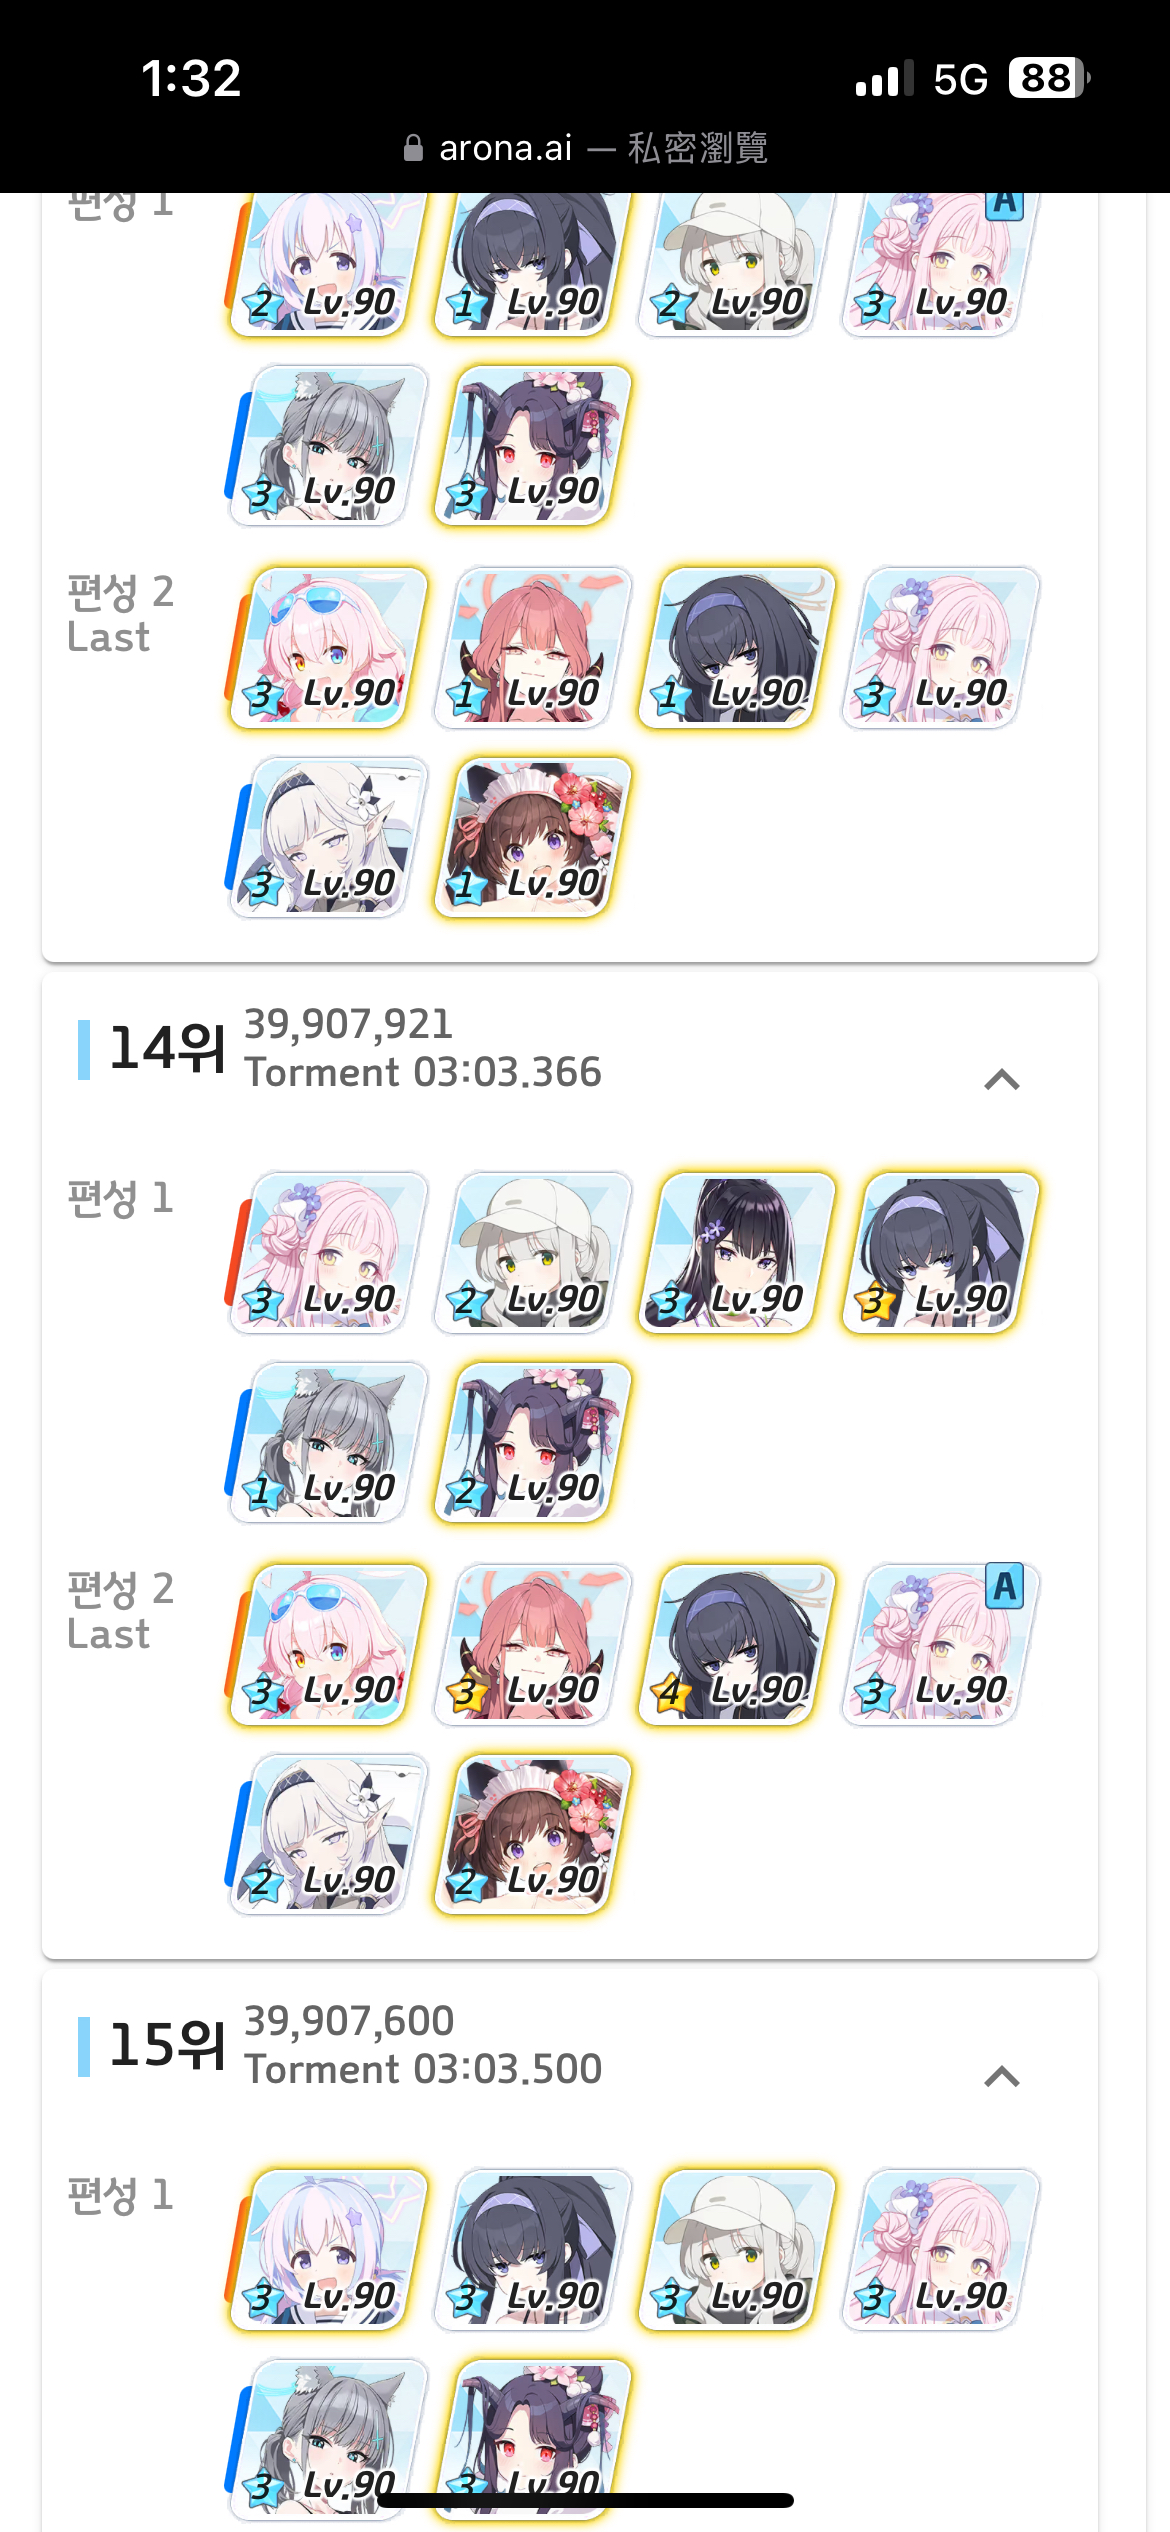 1:32
5G 88
arona.ai — 私密瀏覽
편성 1
A
2 Lv.90 1 Lv.90 2 Lv.90 3 Lv.90
3 Lv.90 3 Lv.90
편성 2
Last
3 Lv.90 1 Lv.90 1 Lv.90 3 Lv.90
3 Lv.90 1 Lv.90
14위
39,907,921
Torment 03:03.366
편성 1
3 Lv.90 2 Lv.90 3 Lv.90 3 Lv.90
1 Lv.90 2 Lv.90
편성 2
Last
A
3 Lv.90 3 Lv.90 4 Lv.90 3 Lv.90
2 Lv.90 2 Lv.90
15위
39,907,600
Torment 03:03.500
편성 1
3 Lv.90 3 Lv.90 3 Lv.90 3 Lv.90
3 Lv.90 3 Lv.90